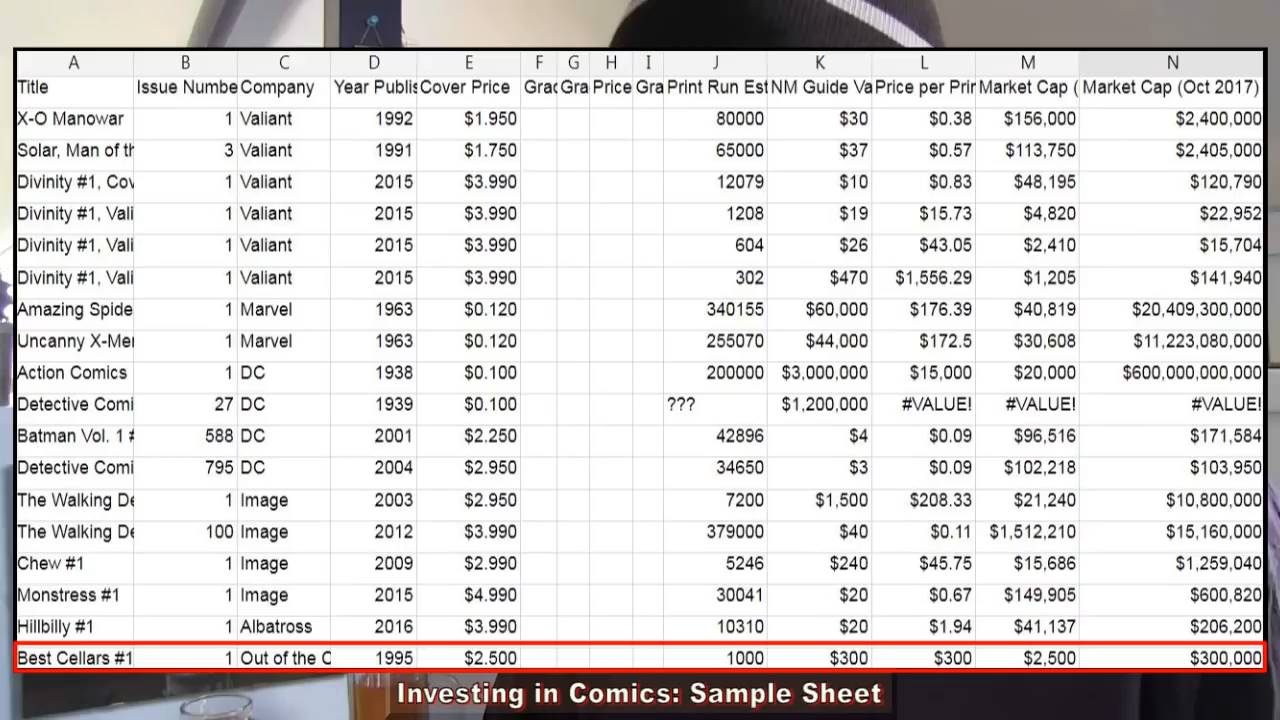 A B C D E F G H I J K L M N
Title Issue Numbe Company Year Publis Cover Price Grac Gra Price Gra Print Run Est NM Guide Va Price per Prin Market Cap ( Market Cap (Oct 2017)
X-O Manowar 1 Valiant 1992 $1.950 80000 $30 $0.38 $156,000 $2,400,000
Solar, Man of th 3 Valiant 1991 $1.750 65000 $37 $0.57 $113,750 $2,405,000
Divinity #1, Cov 1 Valiant 2015 $3.990 12079 $10 $0.83 $48,195 $120,790
Divinity #1, Vali 1 Valiant 2015 $3.990 1208 $19 $15.73 $4,820 $22,952
Divinity #1, Vali 1 Valiant 2015 $3.990 604 $26 $43.05 $2,410 $15,704
Divinity #1, Vali 1 Valiant 2015 $3.990 302 $470 $1,556.29 $1,205 $141,940
Amazing Spide 1 Marvel 1963 $0.120 340155 $60,000 $176.39 $40,819 $20,409,300,000
Uncanny X-Mer 1 Marvel 1963 $0.120 255070 $44,000 $172.5 $30,608 $11,223,080,000
Action Comics 1 DC 1938 $0.100 200000 $3,000,000 $15,000 $20,000 $600,000,000,000
Detective Comi 27 DC 1939 $0.100 ??? $1,200,000 #VALUE! #VALUE! #VALUE!
Batman Vol. 1 # 588 DC 2001 $2.250 42896 $4 $0.09 $96,516 $171,584
Detective Comi 795 DC 2004 $2.950 34650 $3 $0.09 $102,218 $103,950
The Walking De 1 Image 2003 $2.950 7200 $1,500 $208.33 $21,240 $10,800,000
The Walking De 100 Image 2012 $3.990 379000 $40 $0.11 $1,512,210 $15,160,000
Chew #1 1 Image 2009 $2.990 5246 $240 $45.75 $15,686 $1,259,040
Monstress #1 1 Image 2015 $4.990 30041 $20 $0.67 $149,905 $600,820
Hillbilly #1 1 Albatross 2016 $3.990 10310 $20 $1.94 $41,137 $206,200
Best Cellars #1 1 Out of the C 1995 $2.500 1000 $300 $300 $2,500 $300,000
Investing in Comics: Sample Sheet